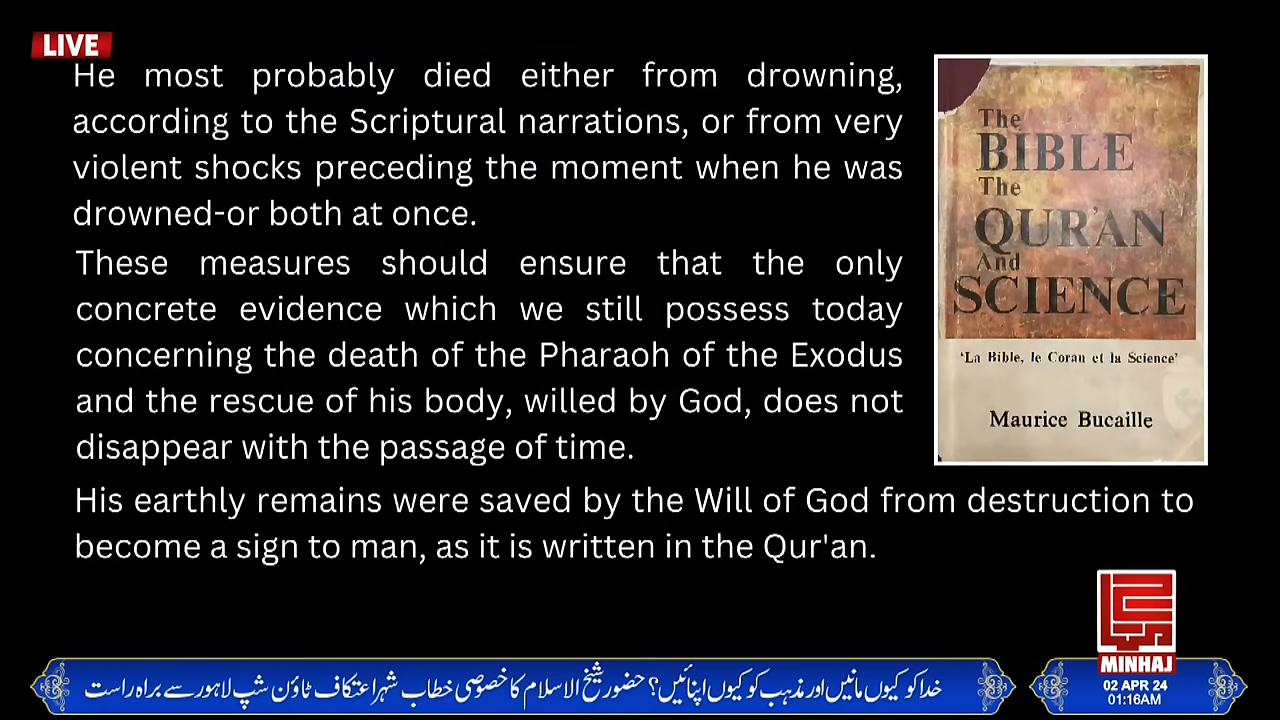 LIVE
He most probably died either from drowning,
according to the Scriptural narrations, or from very
violent shocks preceding the moment when he was
drowned-or both at once.
These measures should ensure that the only
concrete evidence which we still possess today
concerning the death of the Pharaoh of the Exodus
and the rescue of his body, willed by God, does not
disappear with the passage of time.
His earthly remains were saved by the Will of God from destruction to
become a sign to man, as it is written in the Qur'an.
The
BIBLE
The
QUR'AN
And
SCIENCE
'La Bible, le Coran et la Science'
Maurice Bucaille
MINHAJ
خدا کو کیوں مانیں اور مذہب کو کیوں اپنائیں؟ حضور شیخ الاسلام کا خصوصی خطاب شہر اعتکاف ٹاؤن شپ لاہور سے براہ راست
02 APR 24
01:16AM